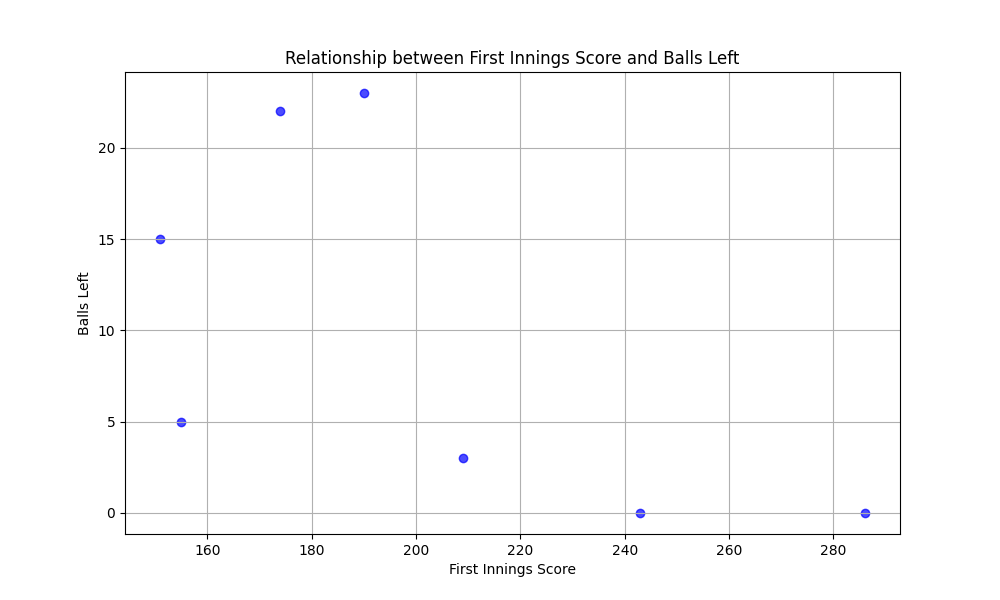 Relationship between First Innings Score and Balls Left
20
15
10
5
0
Balls Left
160 180 200 220 240 260 280
First Innings Score